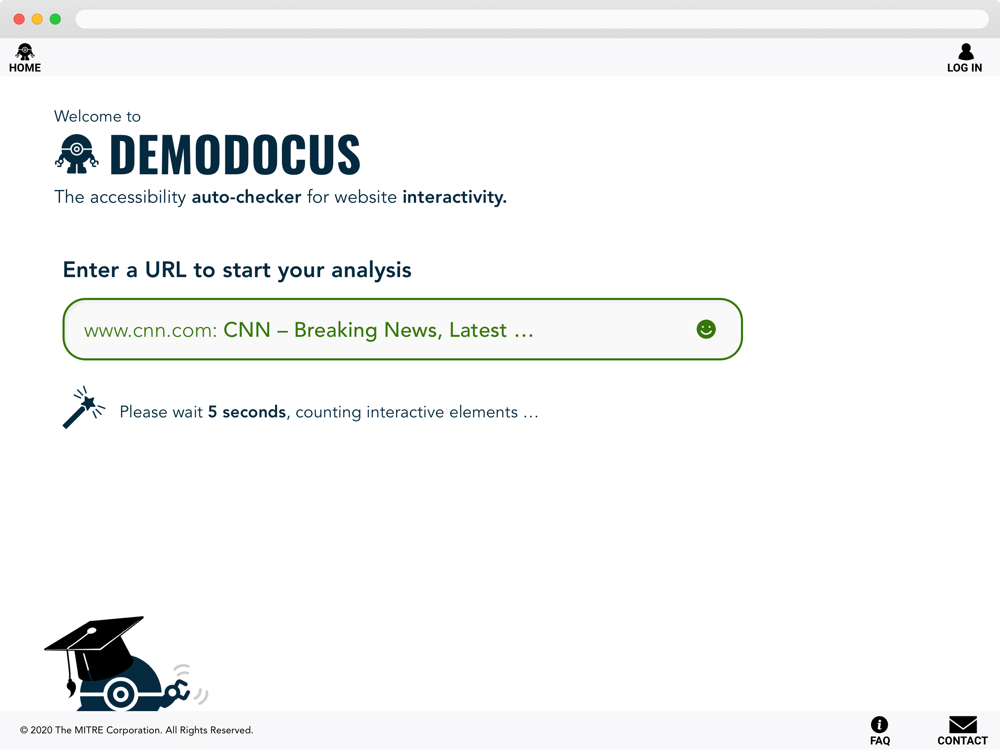 HOME
LOG IN
Welcome to
DEMODOCUS
The accessibility auto-checker for website interactivity.
Enter a URL to start your analysis
www.cnn.com: CNN – Breaking News, Latest …
Please wait 5 seconds, counting interactive elements …
© 2020 The MITRE Corporation. All Rights Reserved.
FAQ
CONTACT